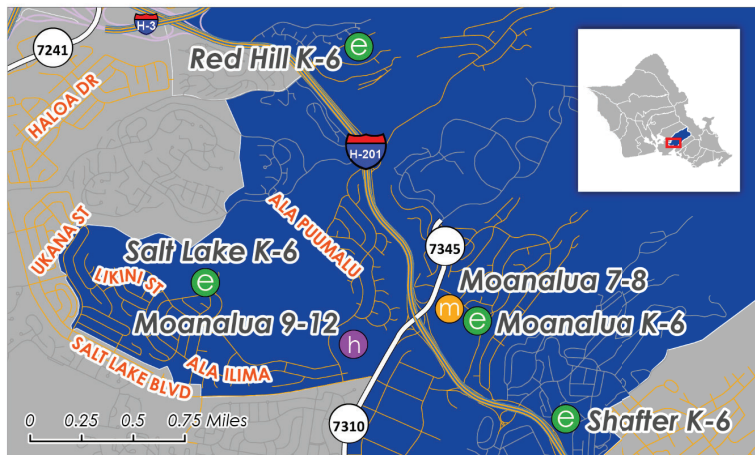 H-3
7241
Red Hill K-6
e
HALOA DR
H-201
ALA PUUMALU
UKANA ST
Salt Lake K-6
e
LIKINI ST
7345
Moanalua 7-8
m
Moanalua K-6
e
Moanalua 9-12
h
SALT LAKE BLVD
ALA ILIMA
0 0.25 0.5 0.75 Miles
7310
e
Shafter K-6